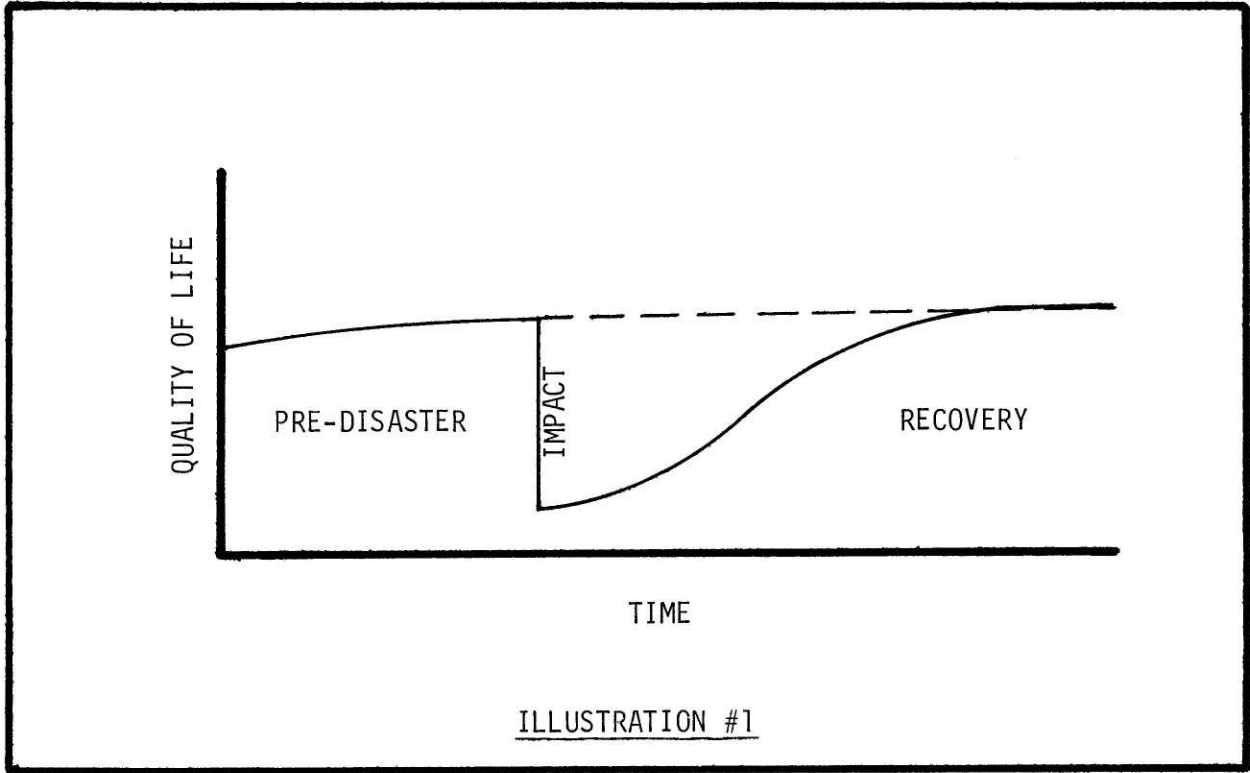 QUALITY OF LIFE
PRE-DISASTER
IMPACT
RECOVERY
TIME
ILLUSTRATION #1